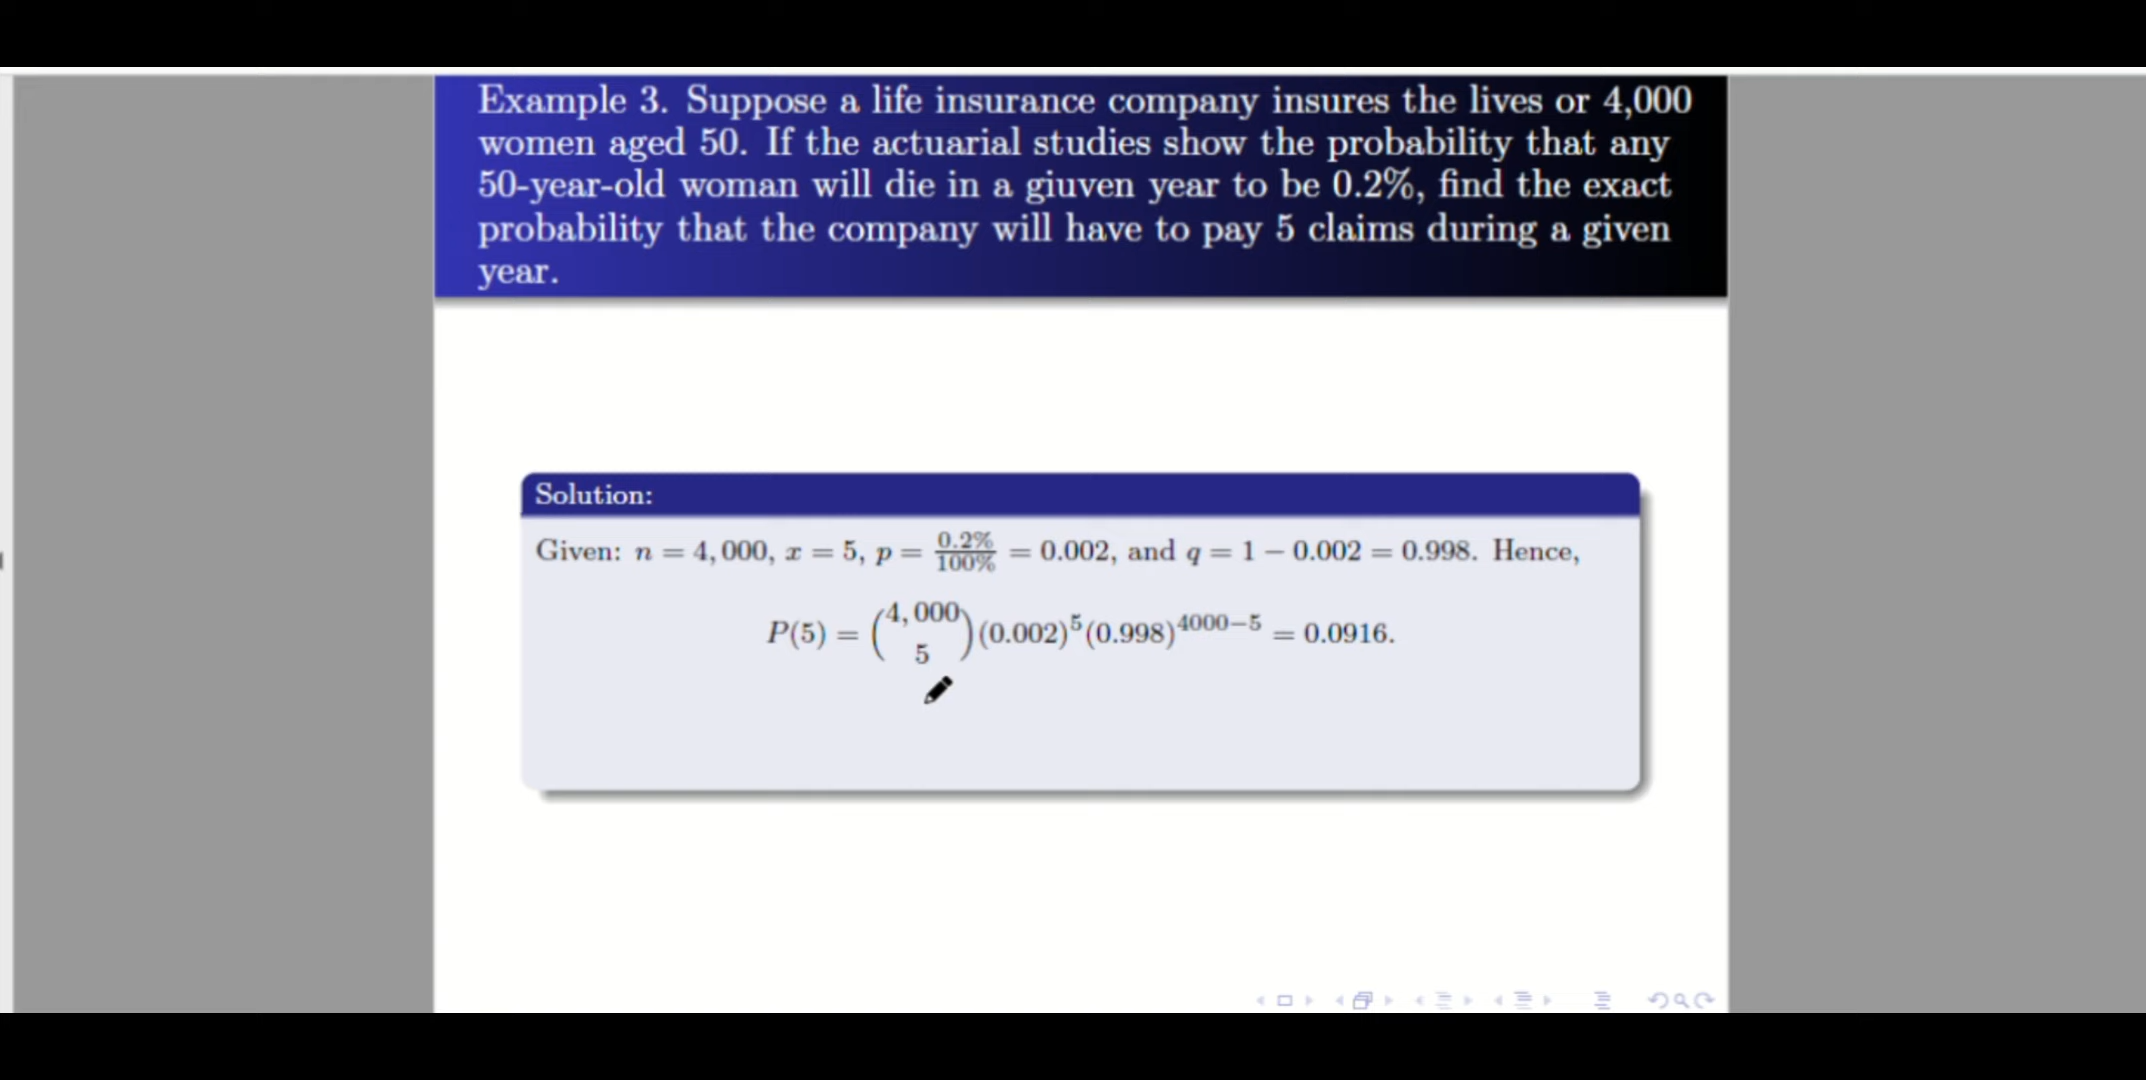 Example 3. Suppose a life insurance company insures the lives or 4,000
women aged 50. If the actuarial studies show the probability that any
50-year-old woman will die in a giuven year to be 0.2%, find the exact
probability that the company will have to pay 5 claims during a given
year.
Solution:
Given: n = 4,000, x = 5, p = 0.2%/100% = 0.002, and q = 1 − 0.002 = 0.998. Hence,
P(5) = (4,000 5)(0.002)^5(0.998)^{4000−5} = 0.0916.